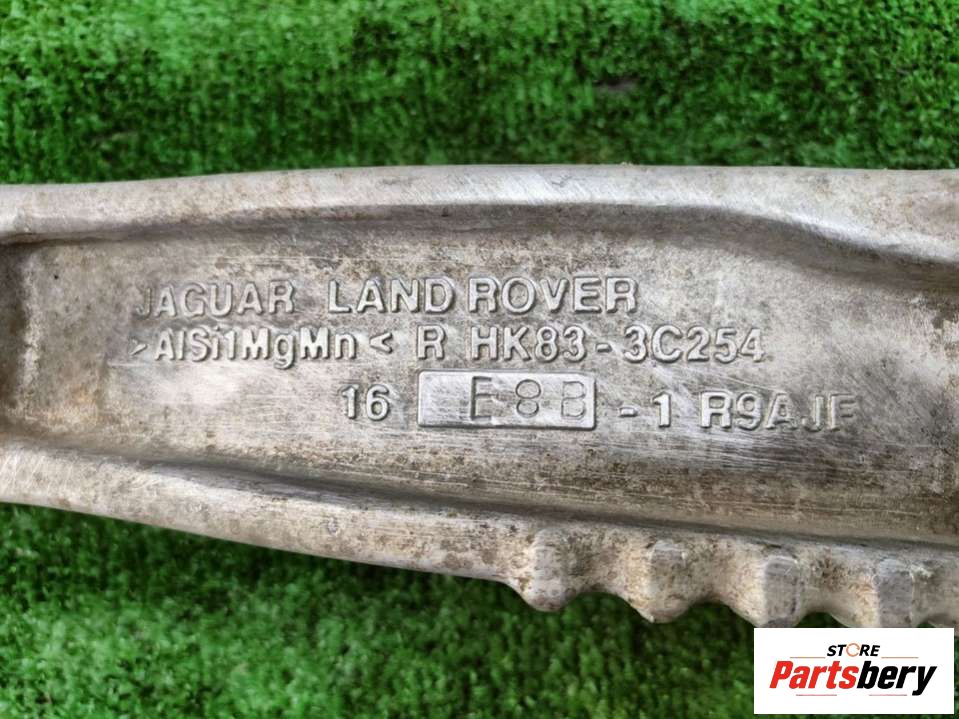 JAGUAR LAND ROVER
>AlSi1MgMn< R HK83-3C254
16 E8B -1 R9AJF
STORE
Partsbery